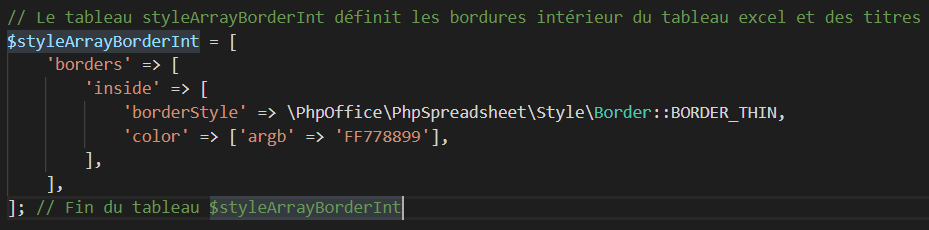 // Le tableau styleArrayBorderInt définit les bordures intérieur du tableau excel et des titres
$styleArrayBorderInt = [
    'borders' => [
        'inside' => [
            'borderStyle' => \PhpOffice\PhpSpreadsheet\Style\Border::BORDER_THIN,
            'color' => ['argb' => 'FF778899'],
        ],
    ],
]; // Fin du tableau $styleArrayBorderInt